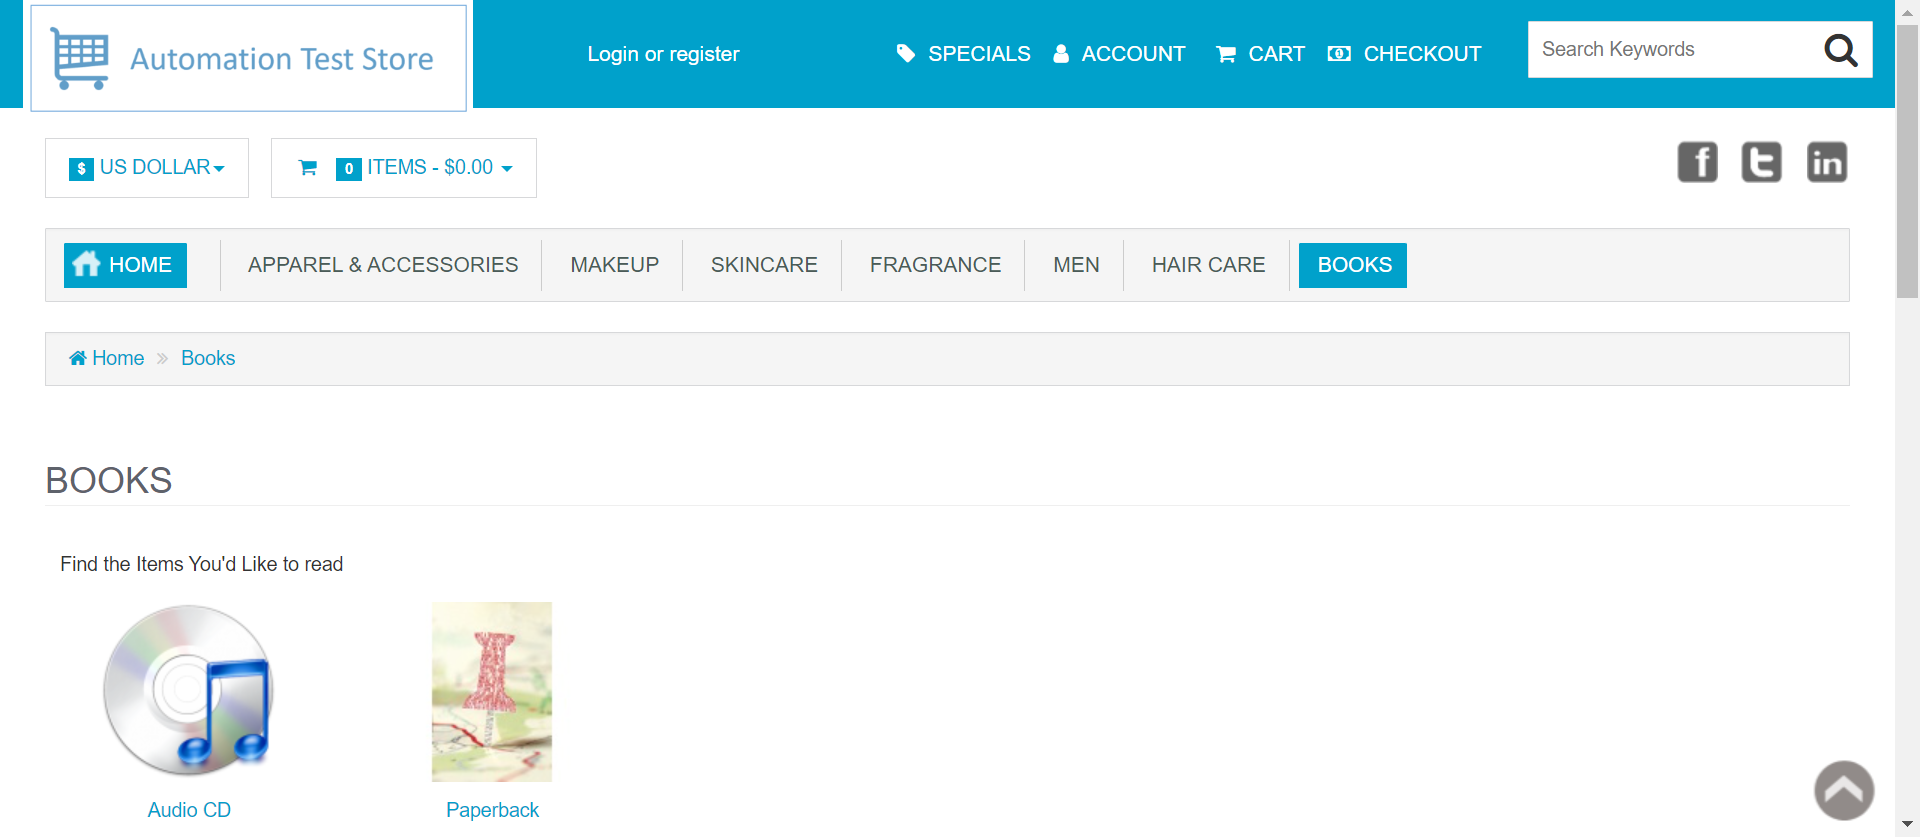 Automation Test Store
Login or register
SPECIALS
ACCOUNT
CART
CHECKOUT
Search Keywords
$ US DOLLAR
0 ITEMS - $0.00
f t in
HOME
APPAREL & ACCESSORIES
MAKEUP
SKINCARE
FRAGRANCE
MEN
HAIR CARE
BOOKS
Home » Books
BOOKS
Find the Items You'd Like to read
Audio CD
Paperback